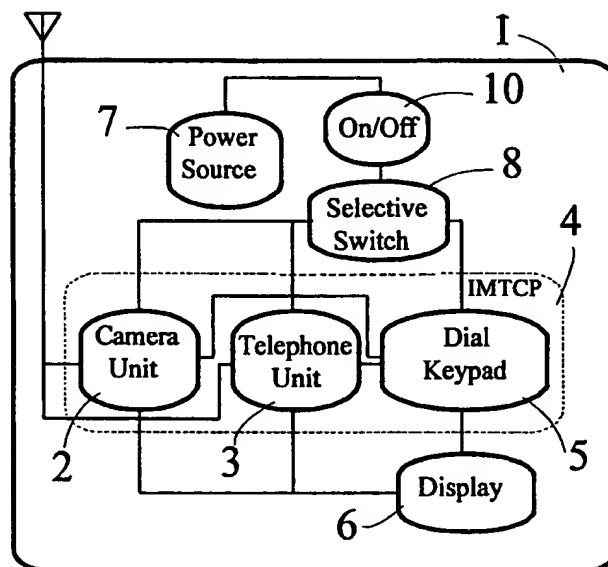 1
10
7
Power
Source
On/Off
8
Selective
Switch
4
IMTCP
Camera
Unit
Telephone
Unit
Dial
Keypad
2
3
5
Display
6